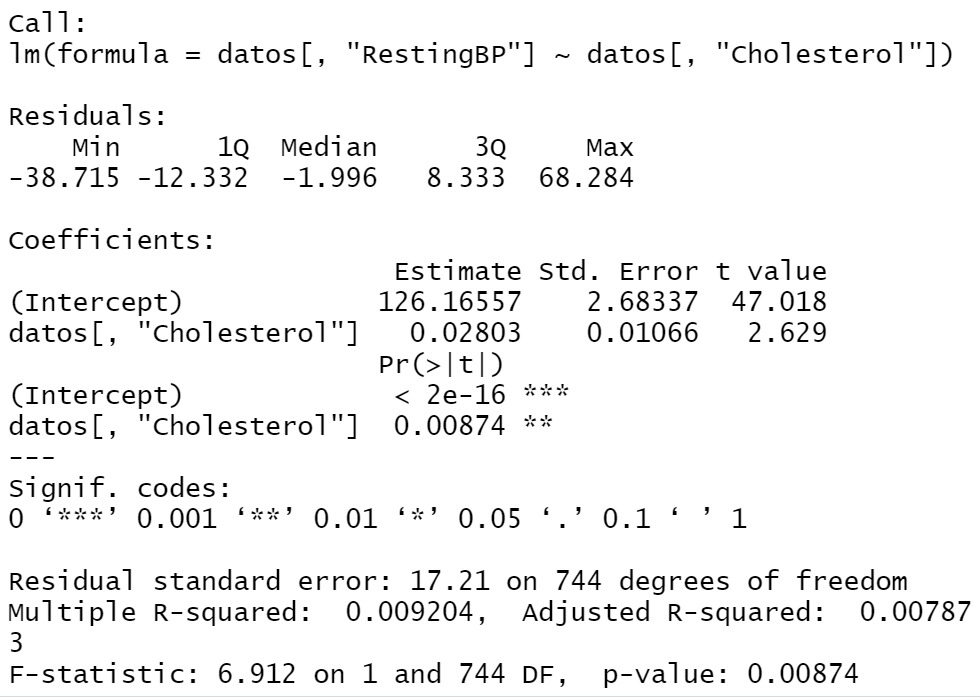 Call:
lm(formula = datos[, "RestingBP"] ~ datos[, "Cholesterol"])
Residuals:
Min 1Q Median 3Q Max
-38.715 -12.332 -1.996 8.333 68.284
Coefficients:
Estimate Std. Error t value
(Intercept) 126.16557 2.68337 47.018
datos[, "Cholesterol"] 0.02803 0.01066 2.629
Pr(>|t|)
(Intercept) < 2e-16 ***
datos[, "Cholesterol"] 0.00874 **
---
Signif. codes:
0 ‘***’ 0.001 ‘**’ 0.01 ‘*’ 0.05 ‘.’ 0.1 ‘ ’ 1
Residual standard error: 17.21 on 744 degrees of freedom
Multiple R-squared: 0.009204, Adjusted R-squared: 0.00787
3
F-statistic: 6.912 on 1 and 744 DF, p-value: 0.00874